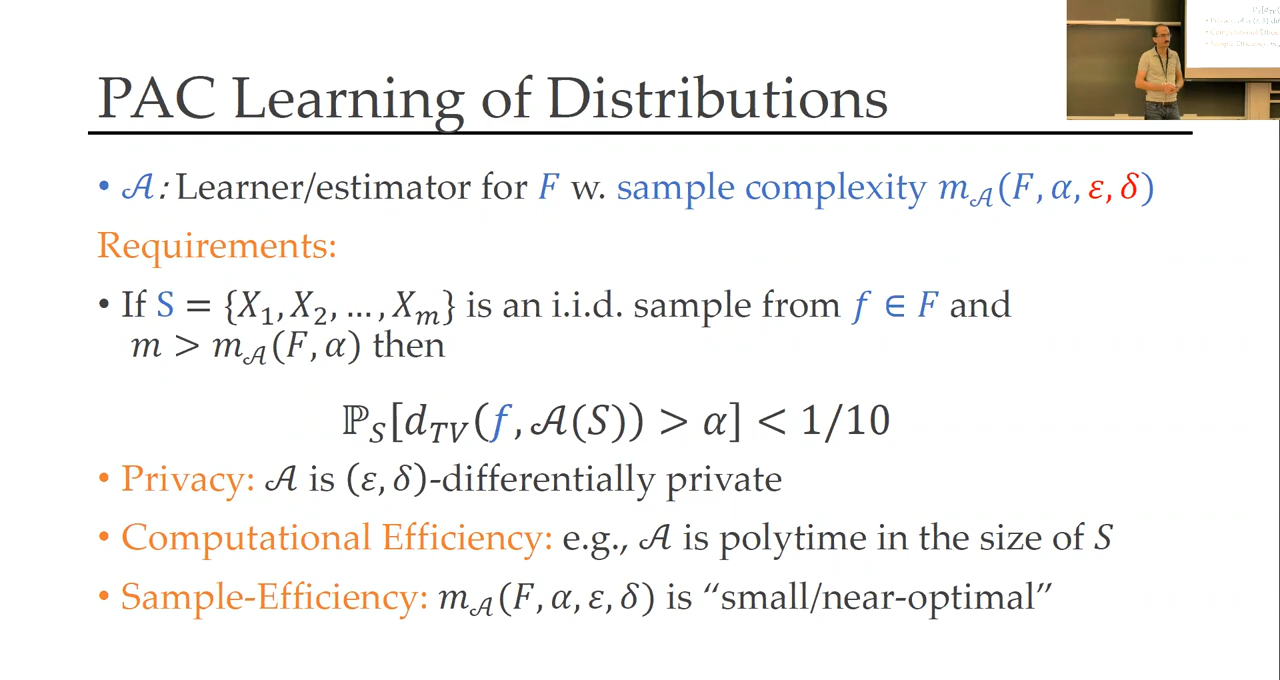 PAC Learning of Distributions
• 𝒜: Learner/estimator for F w. sample complexity m_𝒜(F, α, ε, δ)
Requirements:
• If S = {X₁, X₂, …, Xₘ} is an i.i.d. sample from f ∈ F and
m > m_𝒜(F, α) then
ℙ_S[d_TV(f, 𝒜(S)) > α] < 1/10
• Privacy: 𝒜 is (ε, δ)-differentially private
• Computational Efficiency: e.g., 𝒜 is polytime in the size of S
• Sample-Efficiency: m_𝒜(F, α, ε, δ) is “small/near-optimal”